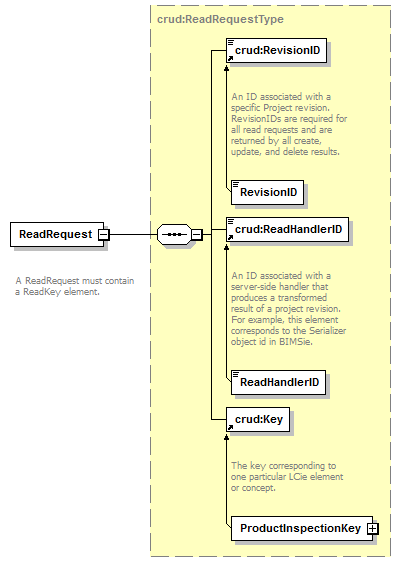 crud:ReadRequestType
crud:RevisionID
An ID associated with a
specific Project revision.
RevisionIDs are required for
all read requests and are
returned by all create,
update, and delete results.
RevisionID
ReadRequest
A ReadRequest must contain
a ReadKey element.
crud:ReadHandlerID
An ID associated with a
server-side handler that
produces a transformed
result of a project revision.
For example, this element
corresponds to the Serializer
object id in BIMSie.
ReadHandlerID
crud:Key
The key corresponding to
one particular LCie element
or concept.
ProductInspectionKey